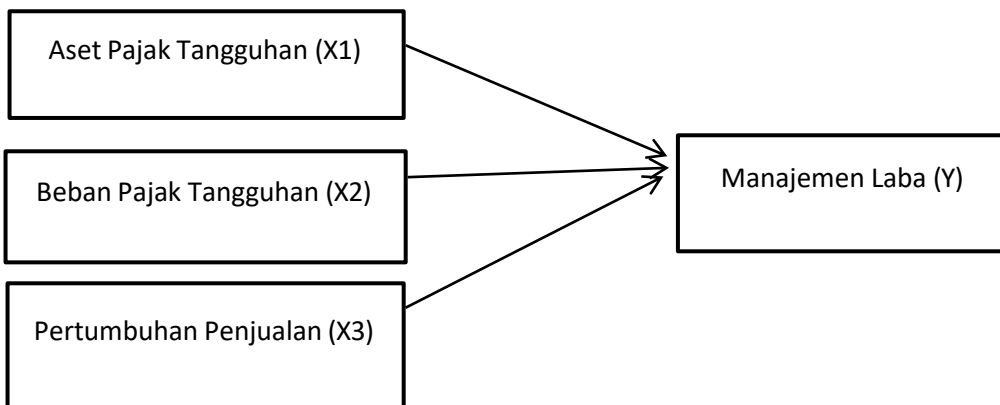 Aset Pajak Tangguhan (X1)
Beban Pajak Tangguhan (X2)
Manajemen Laba (Y)
Pertumbuhan Penjualan (X3)